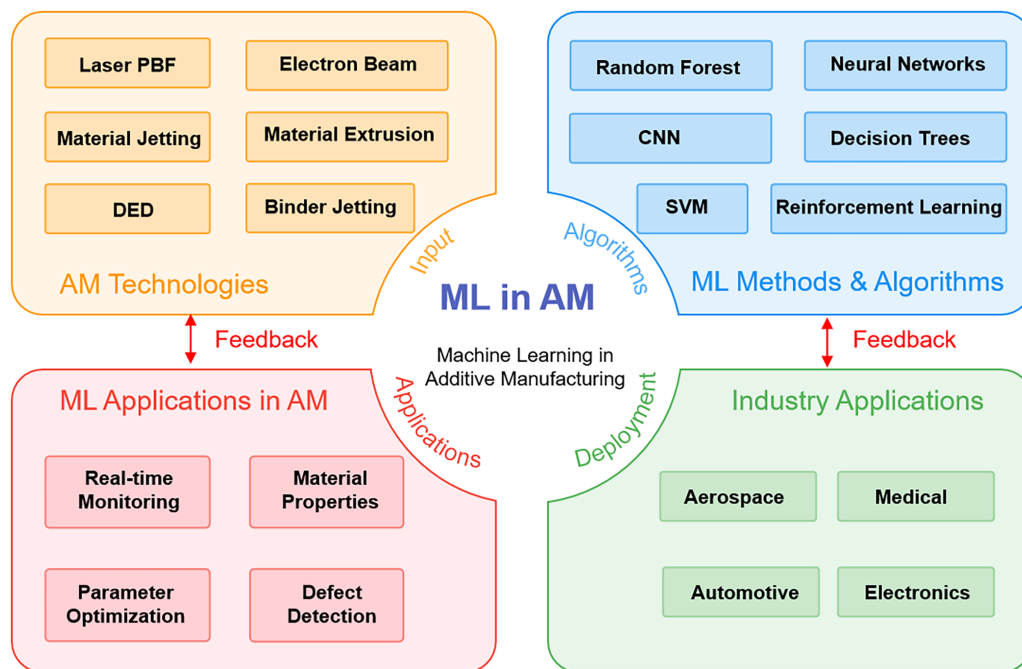 Laser PBF
Electron Beam
Material Jetting
Material Extrusion
DED
Binder Jetting
AM Technologies
Input
Random Forest
Neural Networks
CNN
Decision Trees
SVM
Reinforcement Learning
ML Methods & Algorithms
Algorithms
ML in AM
Machine Learning in
Additive Manufacturing
Feedback
Feedback
ML Applications in AM
Applications
Real-time
Monitoring
Material
Properties
Parameter
Optimization
Defect
Detection
Deployment
Industry Applications
Aerospace
Medical
Automotive
Electronics